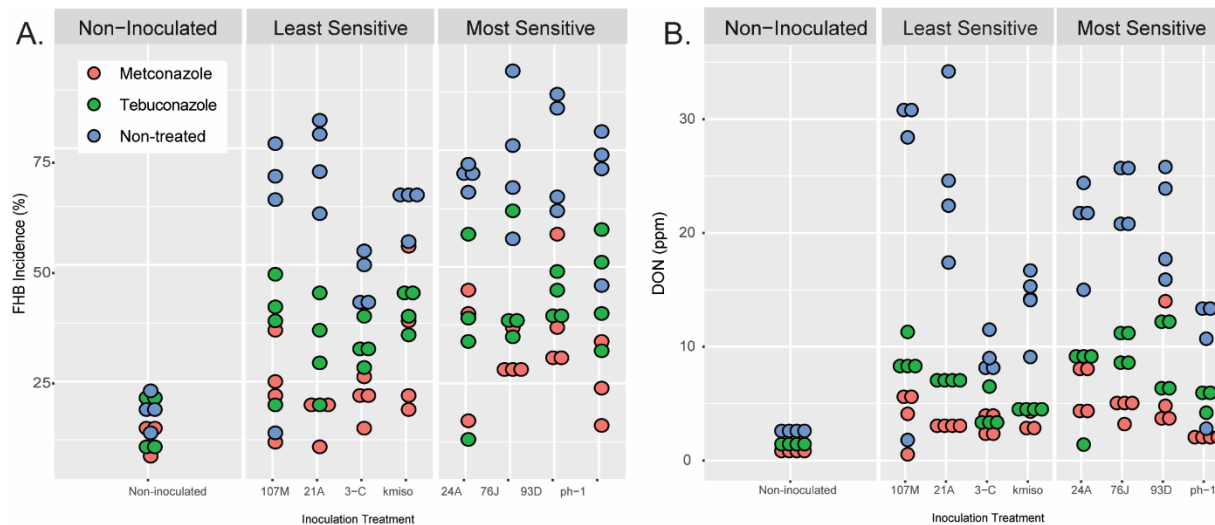 A.
Non-Inoculated
Least Sensitive
Most Sensitive
Metconazole
Tebuconazole
Non-treated
FHB Incidence (%)
75
50
25
Non-inoculated
107M
21A
3-C
kmiso
24A
76J
93D
ph-1
Inoculation Treatment
B.
Non-Inoculated
Least Sensitive
Most Sensitive
DON (ppm)
30
20
10
0
Non-inoculated
107M
21A
3-C
kmiso
24A
76J
93D
ph-1
Inoculation Treatment